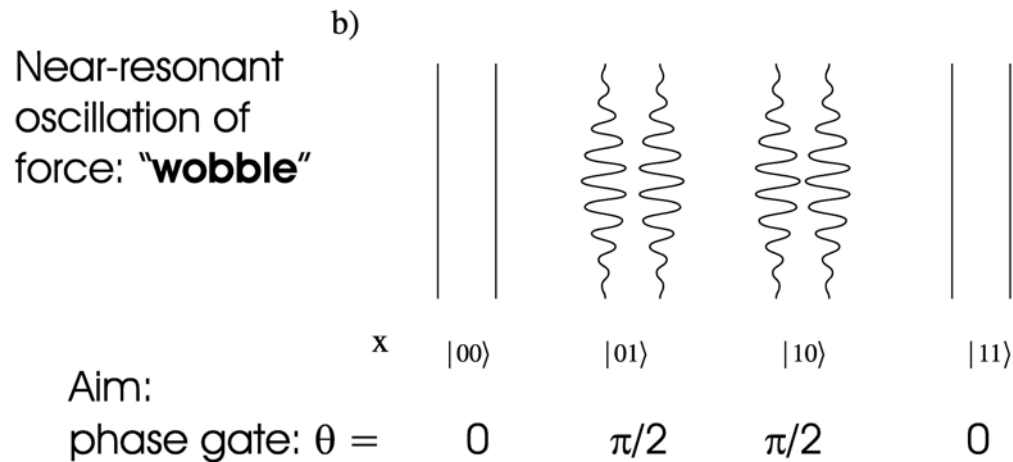 b)
Near-resonant
oscillation of
force: "wobble"
x |00⟩ |01⟩ |10⟩ |11⟩
Aim:
phase gate: θ = 0 π/2 π/2 0